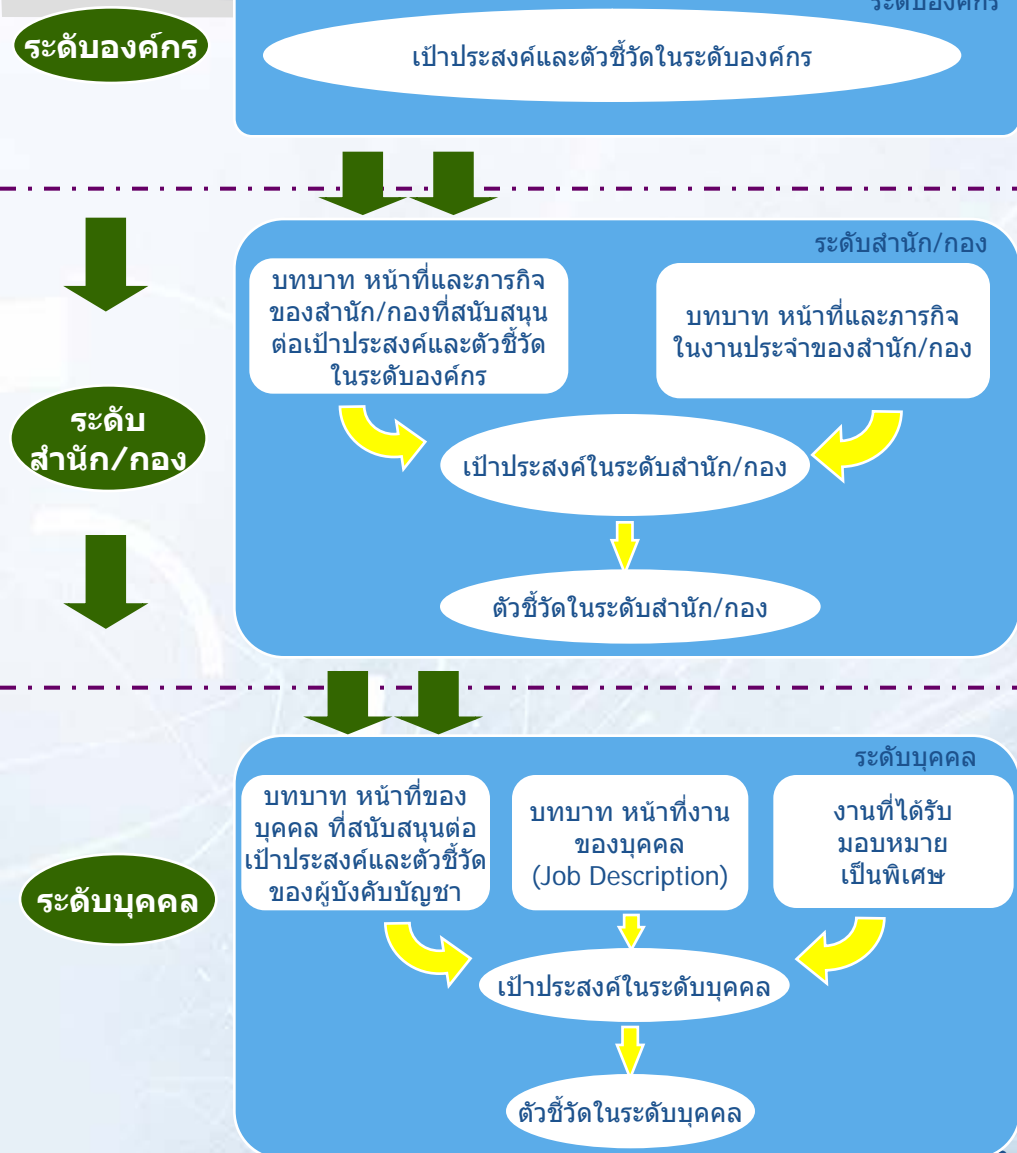 ระดับองค์กร
ระดับองค์กร
เป้าประสงค์และตัวชี้วัดในระดับองค์กร
ระดับสำนัก/กอง
บทบาท หน้าที่และภารกิจ
ของสำนัก/กองที่สนับสนุน
ต่อเป้าประสงค์และตัวชี้วัด
ในระดับองค์กร
บทบาท หน้าที่และภารกิจ
ในงานประจำของสำนัก/กอง
ระดับ
สำนัก/กอง
เป้าประสงค์ในระดับสำนัก/กอง
ตัวชี้วัดในระดับสำนัก/กอง
ระดับบุคคล
บทบาท หน้าที่ของ
บุคคล ที่สนับสนุนต่อ
เป้าประสงค์และตัวชี้วัด
ของผู้บังคับบัญชา
บทบาท หน้าที่งาน
ของบุคคล
(Job Description)
งานที่ได้รับ
มอบหมาย
เป็นพิเศษ
ระดับบุคคล
เป้าประสงค์ในระดับบุคคล
ตัวชี้วัดในระดับบุคคล